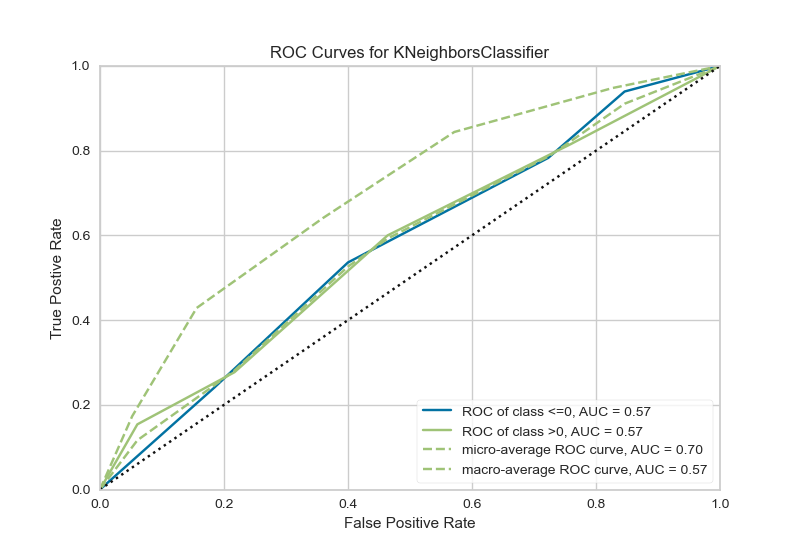 ROC Curves for KNeighborsClassifier
1.0
0.8
0.6
0.4
0.2
0.0
True Postive Rate
ROC of class <=0, AUC = 0.57
ROC of class >0, AUC = 0.57
micro-average ROC curve, AUC = 0.70
macro-average ROC curve, AUC = 0.57
0.0 0.2 0.4 0.6 0.8 1.0
False Positive Rate